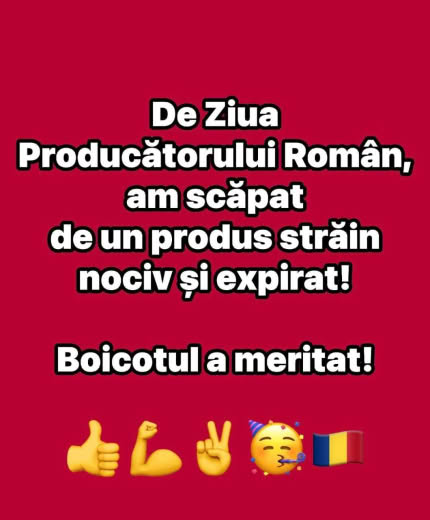 De Ziua
Producătorului Român,
am scăpat
de un produs străin
nociv și expirat!
Boicotul a meritat!